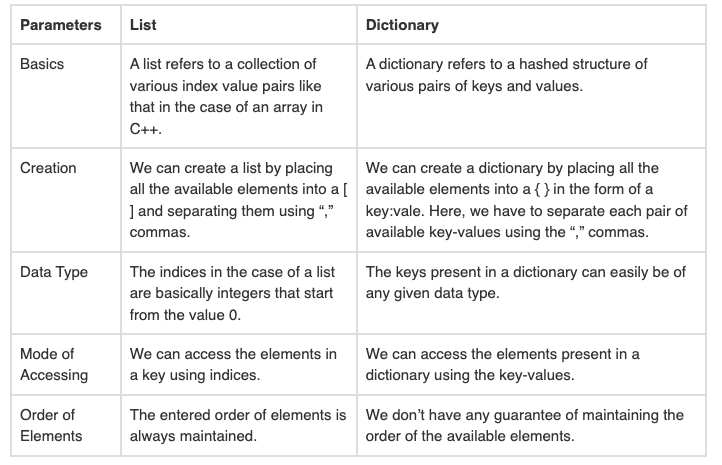 Parameters List Dictionary
Basics A list refers to a collection of A dictionary refers to a hashed structure of
various index value pairs like various pairs of keys and values.
that in the case of an array in
C++.
Creation We can create a list by placing We can create a dictionary by placing all the
all the available elements into a [ available elements into a { } in the form of a
] and separating them using “,” key:vale. Here, we have to separate each pair of
commas. available key-values using the “,” commas.
Data Type The indices in the case of a list The keys present in a dictionary can easily be of
are basically integers that start any given data type.
from the value 0.
Mode of We can access the elements in We can access the elements present in a
Accessing a key using indices. dictionary using the key-values.
Order of The entered order of elements is We don’t have any guarantee of maintaining the
Elements always maintained. order of the available elements.